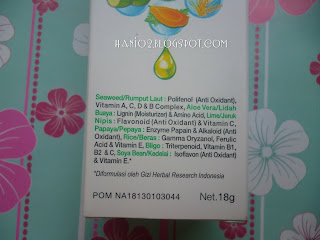 HANIO2.BLOGSPOT.COM
Seaweed/Rumput Laut : Polifenol (Anti Oxidant),
Vitamin A, C, D & B Complex, Aloe Vera/Lidah
Buaya : Lignin (Moisturizer) & Amino Acid, Lime/Jeruk
Nipis : Flavonoid (Anti Oxidant) & Vitamin C,
Papaya/Pepaya : Enzyme Papain & Alkaloid (Anti
Oxidant), Rice/Beras : Gamma Oryzanol, Ferulic
Acid & Vitamin E, Bligo : Triterpenoid, Vitamin B1,
B2 & C, Soya Bean/Kedelai : Isoflavon (Anti Oxidant)
& Vitamin E.*
*Diformulasi oleh Gizi Herbal Research Indonesia
POM NA18130103044 Net.18g